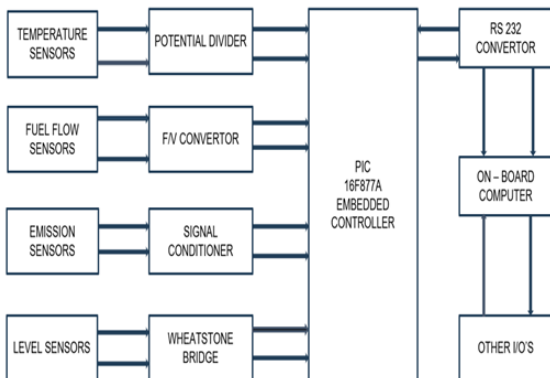 TEMPERATURE
SENSORS
POTENTIAL DIVIDER
RS 232
CONVERTOR
FUEL FLOW
SENSORS
F/V CONVERTOR
PIC
16F877A
EMBEDDED
CONTROLLER
ON – BOARD
COMPUTER
EMISSION
SENSORS
SIGNAL
CONDITIONER
LEVEL SENSORS
WHEATSTONE
BRIDGE
OTHER I/O'S